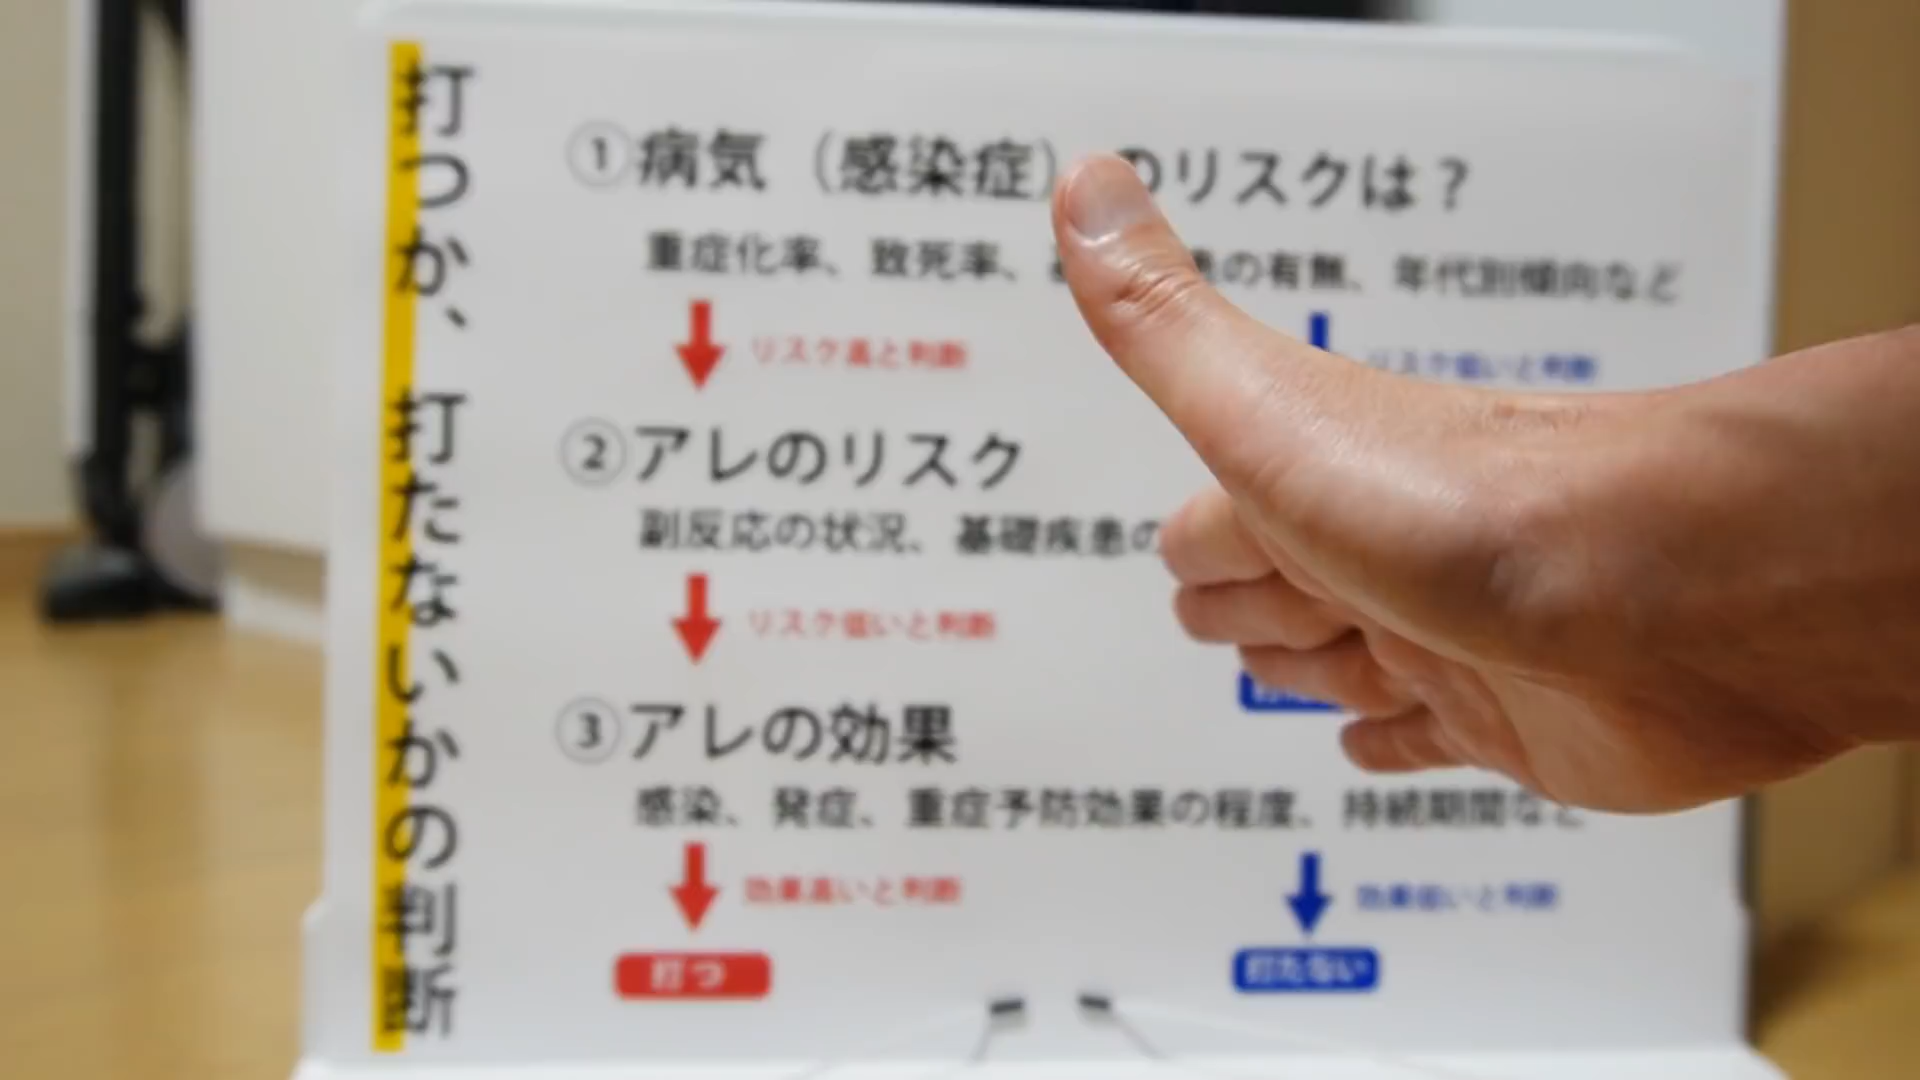 打つか、打たないかの判断
①病気（感染症）のリスクは？
重症化率、致死率、患の有無、年代別傾向など
リスク高と判断
リスク低いと判断
②アレのリスク
副反応の状況、基礎疾患の
リスク低いと判断
③アレの効果
感染、発症、重症予防効果の程度、持続期間など
効果高いと判断
効果低いと判断
打つ
打たない